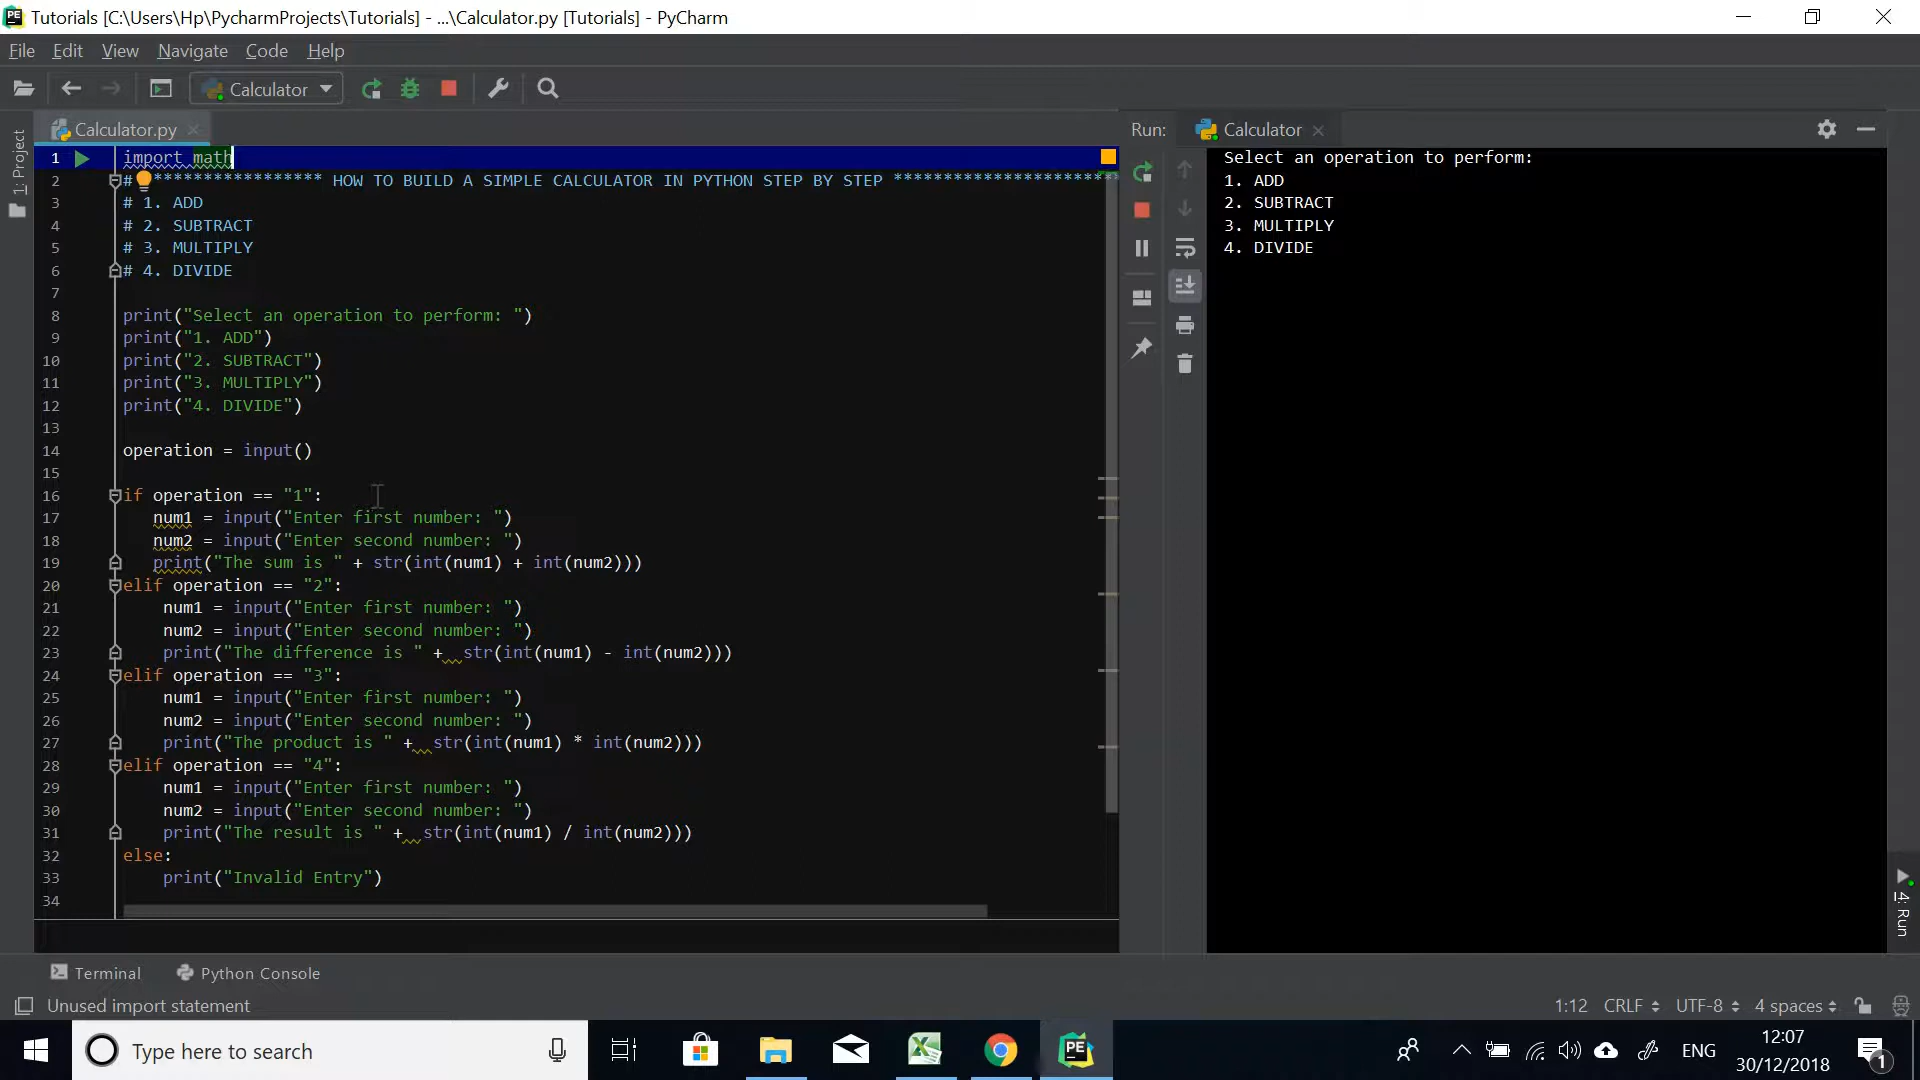 Tutorials [C:\Users\Hp\PycharmProjects\Tutorials] - ...\Calculator.py [Tutorials] - PyCharm
File Edit View Navigate Code Help
Calculator
1: Project
Calculator.py
1 import math
2 # ***************** HOW TO BUILD A SIMPLE CALCULATOR IN PYTHON STEP BY STEP ***********************
3 # 1. ADD
4 # 2. SUBTRACT
5 # 3. MULTIPLY
6 # 4. DIVIDE
7
8 print("Select an operation to perform: ")
9 print("1. ADD")
10 print("2. SUBTRACT")
11 print("3. MULTIPLY")
12 print("4. DIVIDE")
13
14 operation = input()
15
16 if operation == "1":
17    num1 = input("Enter first number: ")
18    num2 = input("Enter second number: ")
19    print("The sum is " + str(int(num1) + int(num2)))
20 elif operation == "2":
21     num1 = input("Enter first number: ")
22     num2 = input("Enter second number: ")
23     print("The difference is " +  str(int(num1) - int(num2)))
24 elif operation == "3":
25     num1 = input("Enter first number: ")
26     num2 = input("Enter second number: ")
27     print("The product is " +  str(int(num1) * int(num2)))
28 elif operation == "4":
29     num1 = input("Enter first number: ")
30     num2 = input("Enter second number: ")
31     print("The result is " +  str(int(num1) / int(num2)))
32 else:
33     print("Invalid Entry")
34
Run: Calculator
Select an operation to perform:
1. ADD
2. SUBTRACT
3. MULTIPLY
4. DIVIDE
4: Run
Terminal Python Console
Unused import statement 1:12 CRLF UTF-8 4 spaces
Type here to search
PE
ENG
12:07
30/12/2018
1